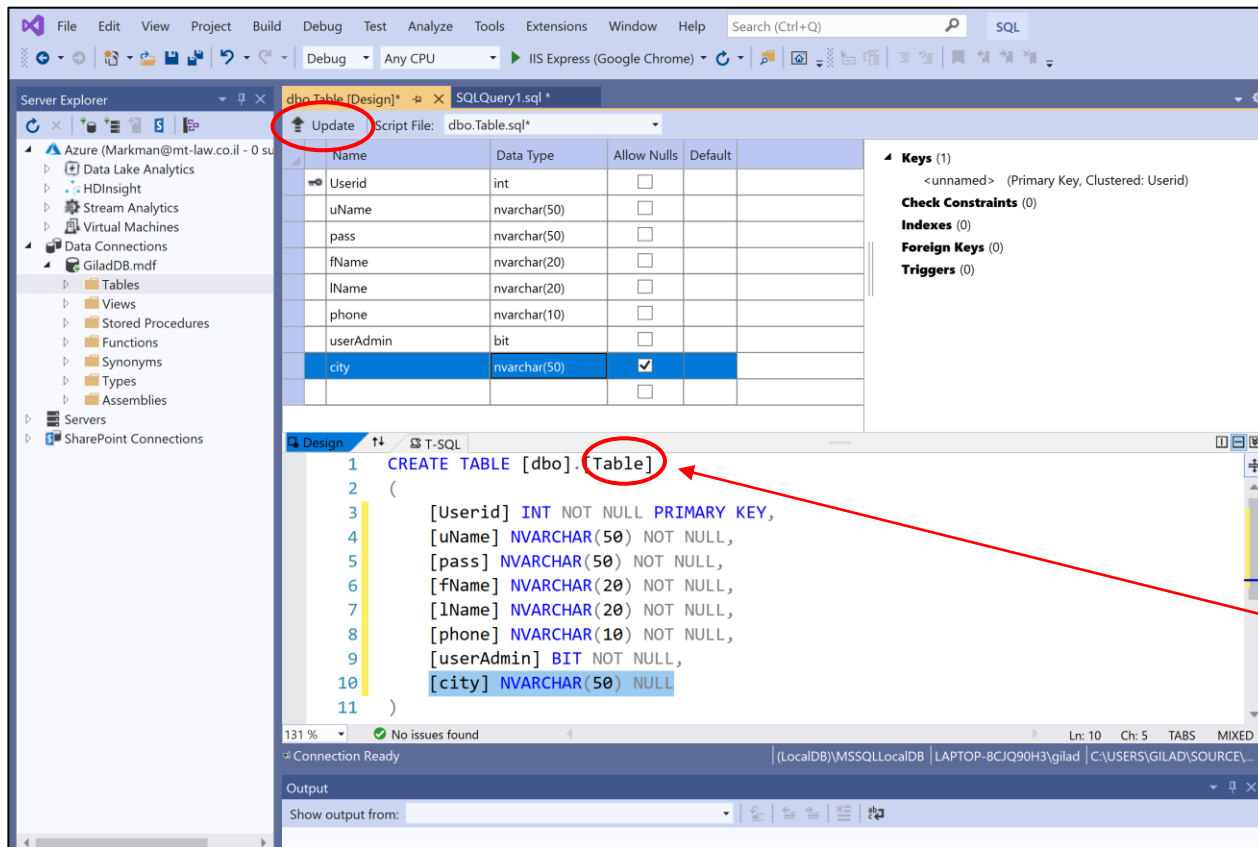 File Edit View Project Build Debug Test Analyze Tools Extensions Window Help Search (Ctrl+Q) SQL
Debug Any CPU IIS Express (Google Chrome)
Server Explorer
Azure (Markman@mt-law.co.il - 0 su
Data Lake Analytics
HDInsight
Stream Analytics
Virtual Machines
Data Connections
GiladDB.mdf
Tables
Views
Stored Procedures
Functions
Synonyms
Types
Assemblies
Servers
SharePoint Connections
dbo.Table [Design]* SQLQuery1.sql *
Update Script File: dbo.Table.sql*
Name Data Type Allow Nulls Default
Userid int
uName nvarchar(50)
pass nvarchar(50)
fName nvarchar(20)
lName nvarchar(20)
phone nvarchar(10)
userAdmin bit
city nvarchar(50)
Keys (1)
<unnamed> (Primary Key, Clustered: Userid)
Check Constraints (0)
Indexes (0)
Foreign Keys (0)
Triggers (0)
Design T-SQL
1 CREATE TABLE [dbo].[Table]
2 (
3 [Userid] INT NOT NULL PRIMARY KEY,
4 [uName] NVARCHAR(50) NOT NULL,
5 [pass] NVARCHAR(50) NOT NULL,
6 [fName] NVARCHAR(20) NOT NULL,
7 [lName] NVARCHAR(20) NOT NULL,
8 [phone] NVARCHAR(10) NOT NULL,
9 [userAdmin] BIT NOT NULL,
10 [city] NVARCHAR(50) NULL
11 )
131 % No issues found Ln: 10 Ch: 5 TABS MIXED
Connection Ready (LocalDB)\MSSQLLocalDB LAPTOP-8CJQ90H3\gilad C:\USERS\GILAD\SOURCE\...
Output
Show output from: